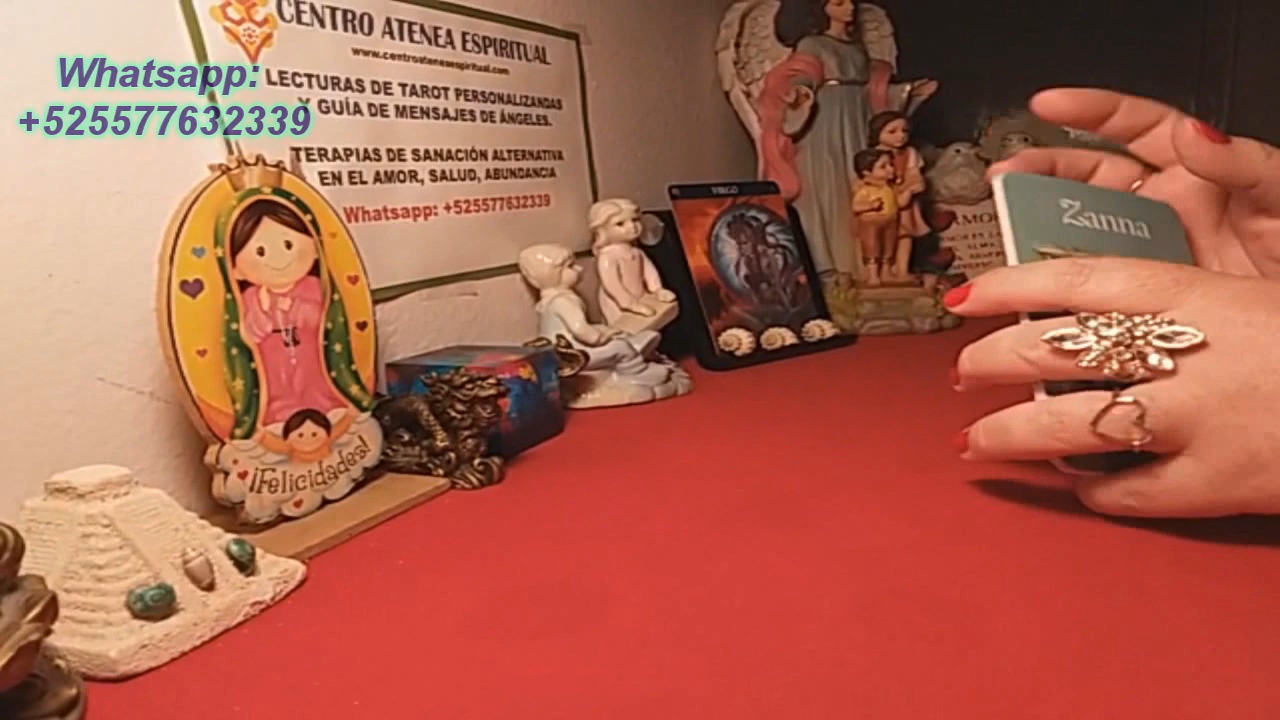 Whatsapp:
+525577632339
CENTRO ATENEA ESPIRITUAL
www.centroateneaespiritual.com
LECTURAS DE TAROT PERSONALIZANDAS
Y GUÍA DE MENSAJES DE ÁNGELES.
TERAPIAS DE SANACIÓN ALTERNATIVA
EN EL AMOR, SALUD, ABUNDANCIA
Whatsapp: +525577632339
¡Felicidades!
VIRGO
AMOR
Zanna